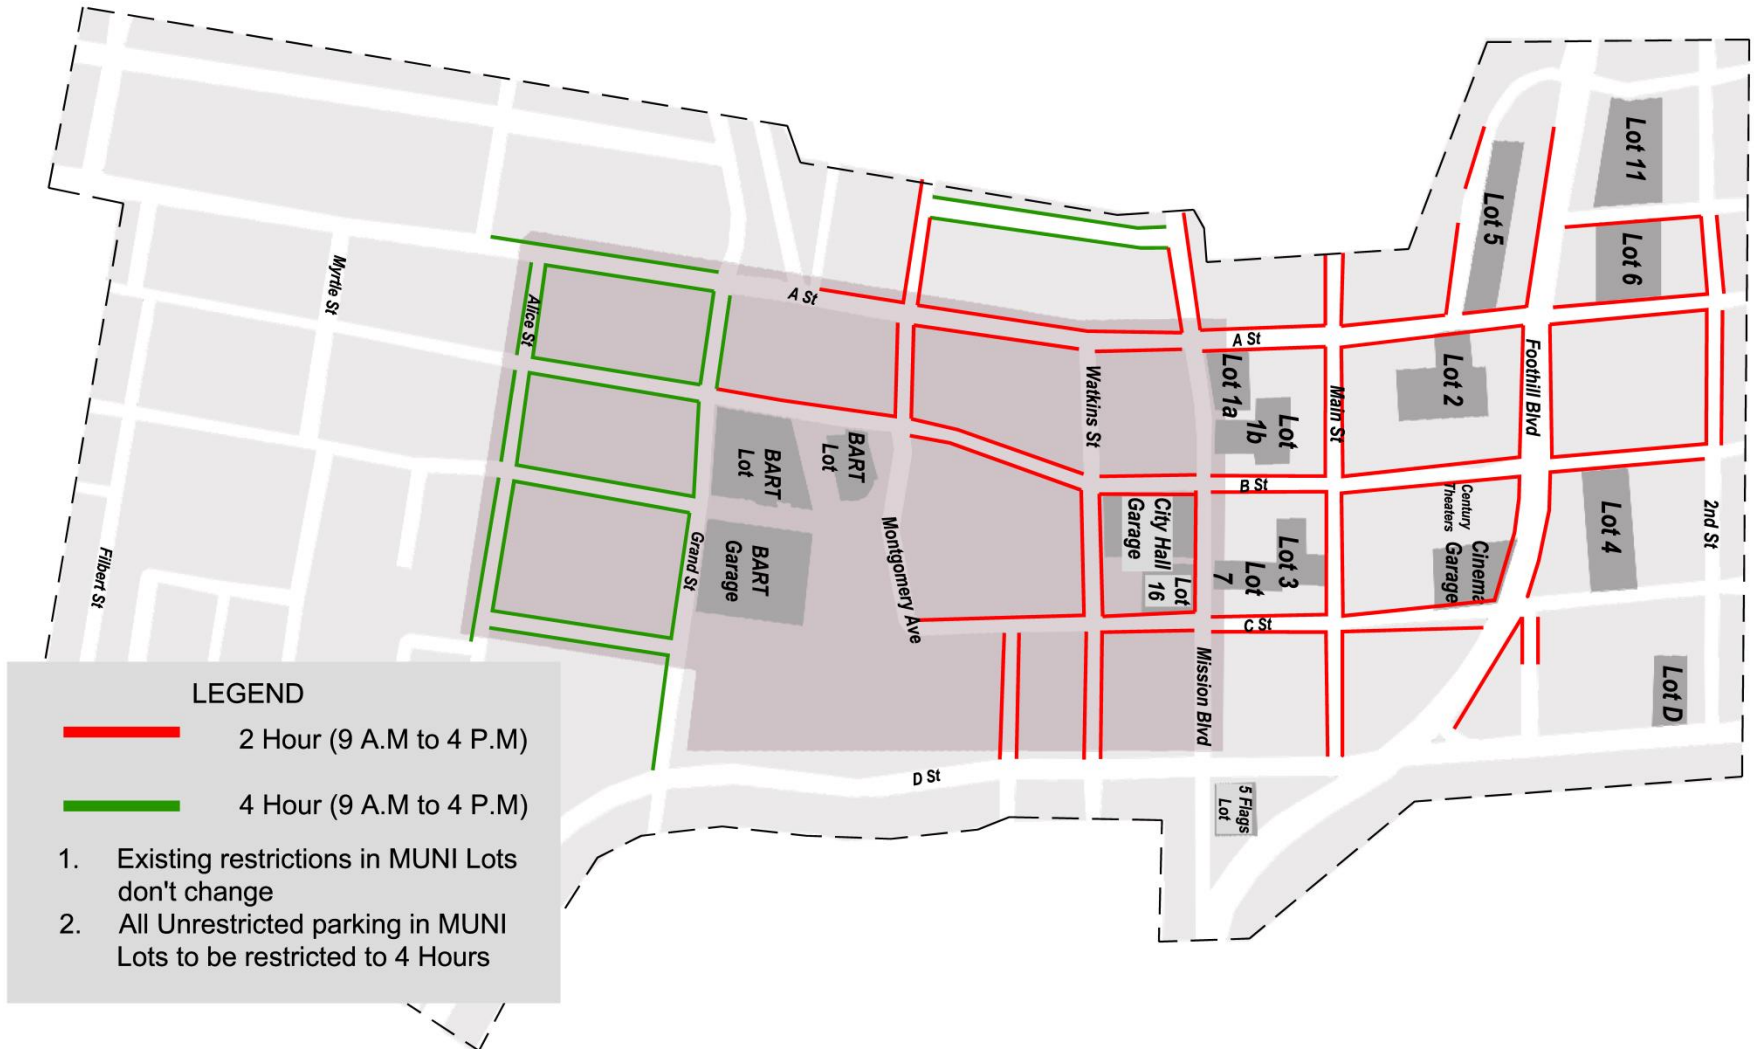 Lot 11
Lot 5
Lot 6
Myrtle St
Alice St
A St
A St
Lot 1a
Lot
1b
Main St
Lot 2
Foothill Blvd
Watkins St
BART
Lot
BART
Lot
B St
Century
Theaters
City Hall
Garage
Lot 4
2nd St
Montgomery Ave
Grand St
BART
Garage
Filbert St
Lot
16
Lot 3
Lot
7
Cinema
Garage
C St
Mission Blvd
Lot D
D St
5 Flags
Lot
LEGEND
2 Hour (9 A.M to 4 P.M)
4 Hour (9 A.M to 4 P.M)
1. Existing restrictions in MUNI Lots
don't change
2. All Unrestricted parking in MUNI
Lots to be restricted to 4 Hours